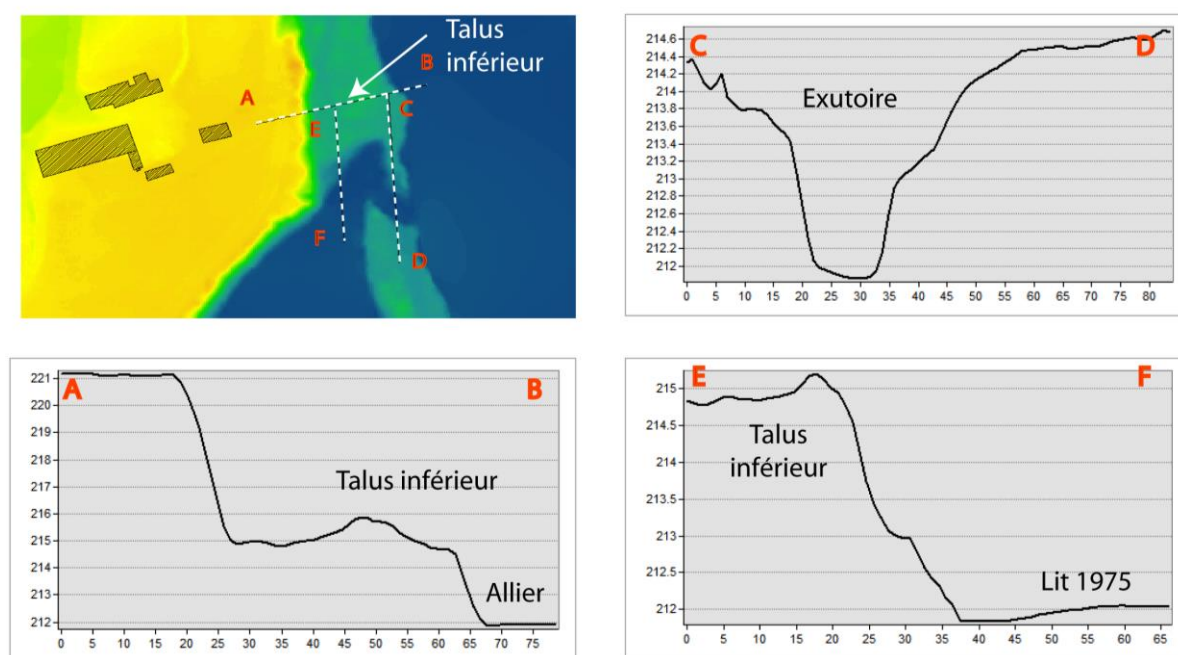 Talus
inférieur
A
B
C
E
F
D
C
D
Exutoire
214.6
214.4
214.2
214
213.8
213.6
213.4
213.2
213
212.8
212.6
212.4
212.2
212
0 5 10 15 20 25 30 35 40 45 50 55 60 65 70 75 80
A
B
Talus inférieur
Allier
221
220
219
218
217
216
215
214
213
212
0 5 10 15 20 25 30 35 40 45 50 55 60 65 70 75
E
F
Talus
inférieur
Lit 1975
215
214.5
214
213.5
213
212.5
212
0 5 10 15 20 25 30 35 40 45 50 55 60 65